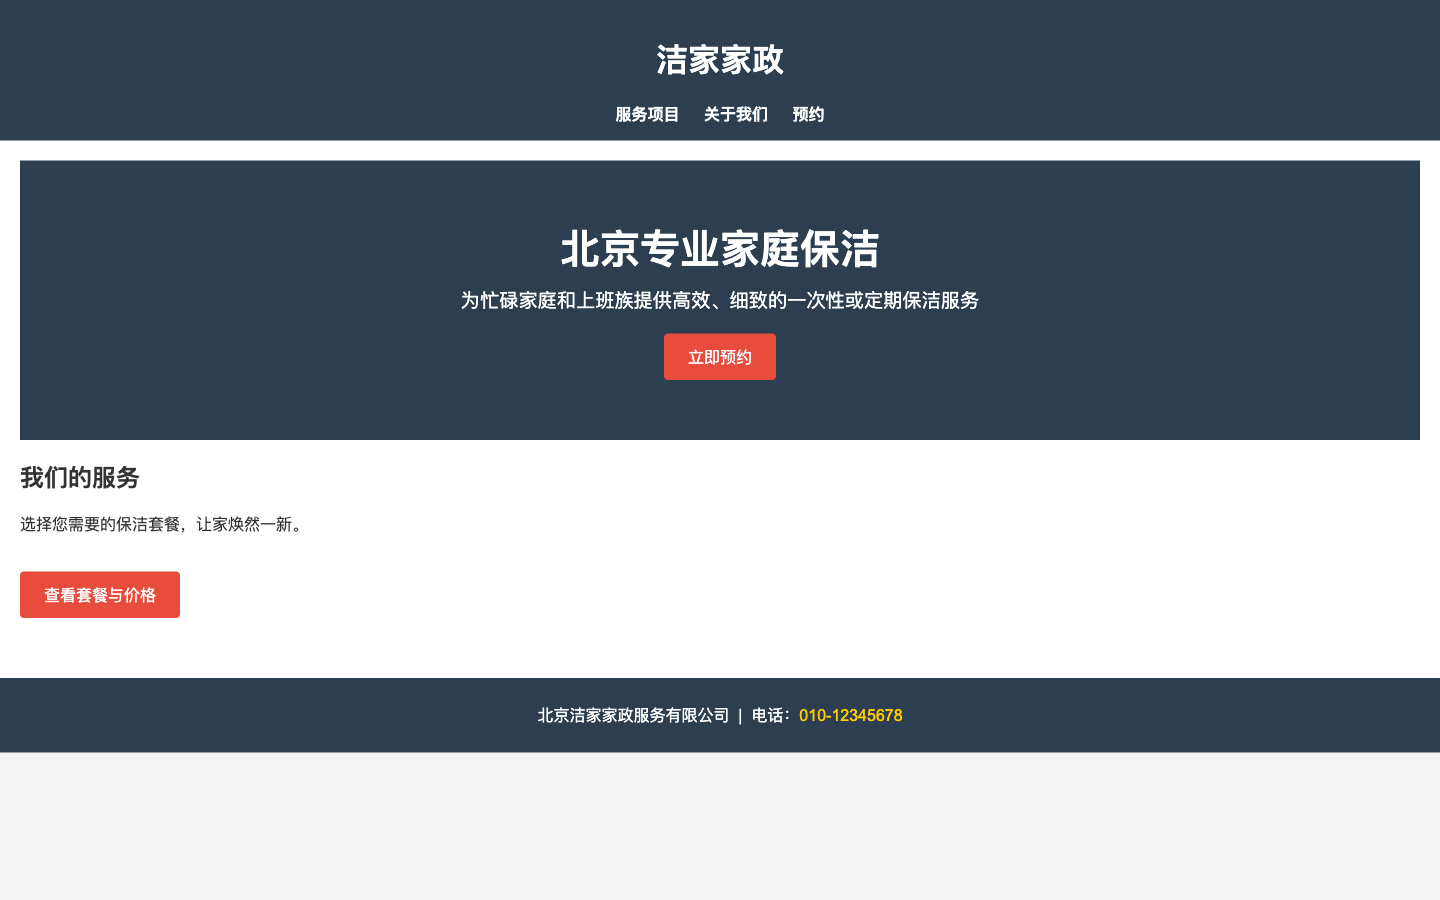 洁家家政
服务项目 关于我们 预约
北京专业家庭保洁
为忙碌家庭和上班族提供高效、细致的一次性或定期保洁服务
立即预约
我们的服务
选择您需要的保洁套餐，让家焕然一新。
查看套餐与价格
北京洁家家政服务有限公司 | 电话：010-12345678